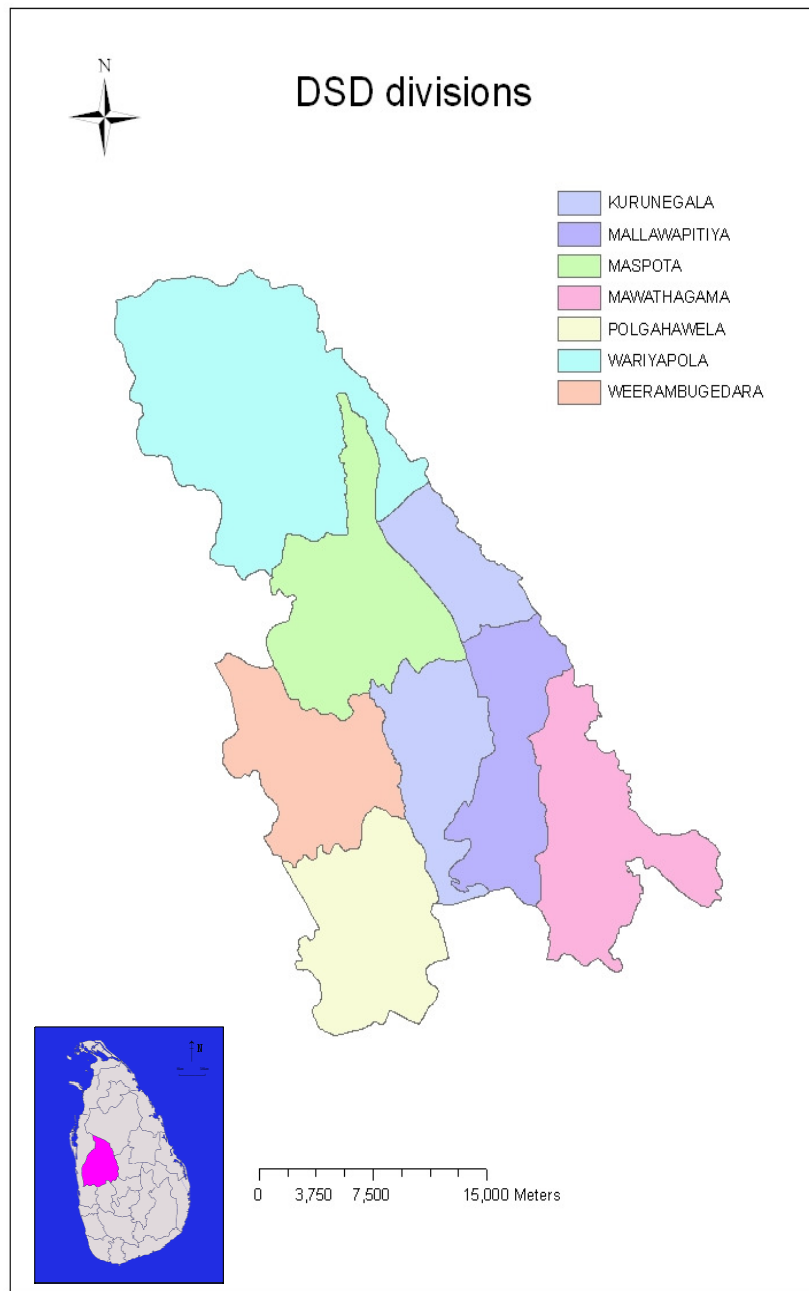 N
DSD divisions
KURUNEGALA
MALLAWAPITIYA
MASPOTA
MAWATHAGAMA
POLGAHAWELA
WARIYAPOLA
WEERAMBUGEDARA
N
0 3,750 7,500 15,000 Meters